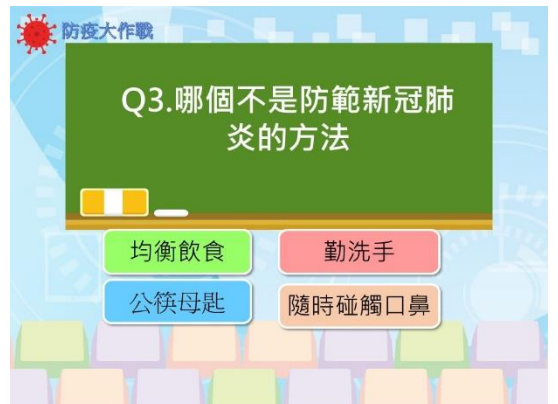 防疫大作戰
Q3.哪個不是防範新冠肺
炎的方法
均衡飲食
勤洗手
公筷母匙
隨時碰觸口鼻